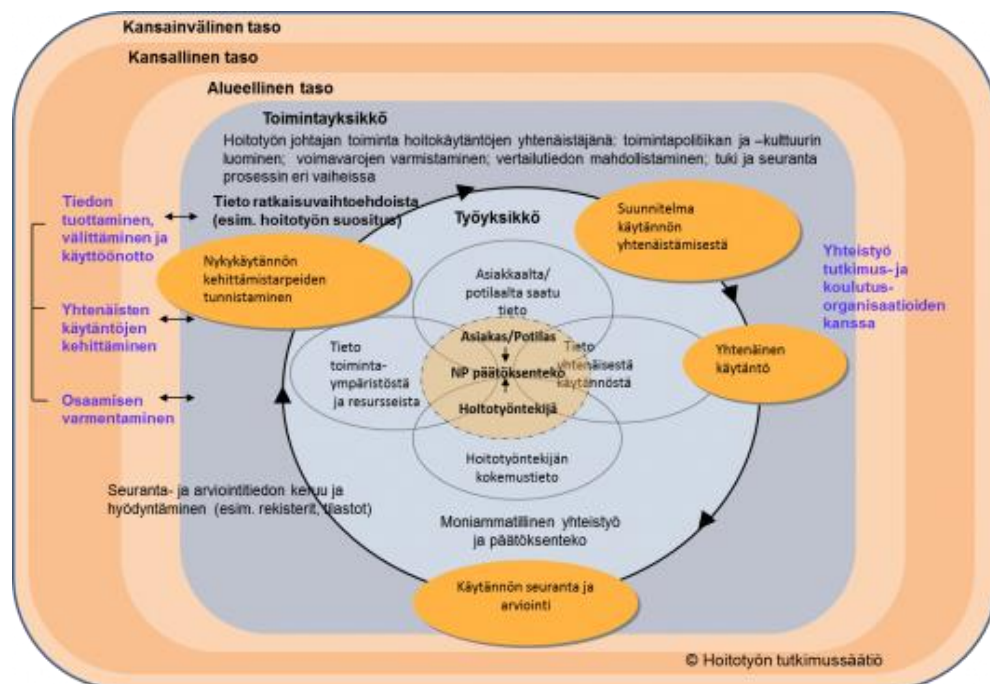 Kansainvälinen taso
Kansallinen taso
Alueellinen taso
Toimintayksikkö
Hoitotyön johtajan toiminta hoitokäytäntöjen yhtenäistäjänä: toimintapolitiikan ja –kulttuurin
luominen; voimavarojen varmistaminen; vertailutiedon mahdollistaminen; tuki ja seuranta
prosessin eri vaiheissa
Tiedon
tuottaminen,
välittäminen ja
käyttöönotto
Tieto ratkaisuvaihtoehdoista
(esim. hoitotyön suositus)
Työyksikkö
Suunnitelma
käytännön
yhtenäistämisestä
Nykykäytännön
kehittämistarpeiden
tunnistaminen
Asiakkaalta/
potilaalta saatu
tieto
Yhteistyö
tutkimus- ja
koulutus-
organisaatioiden
kanssa
Yhtenäisten
käytäntöjen
kehittäminen
Tieto
toiminta-
ympäristöstä
ja resursseista
Asiakas/Potilas
NP päätöksenteko
Hoitotyöntekijä
Tieto
yhtenäisestä
käytännöstä
Yhtenäinen
käytäntö
Osaamisen
varmentaminen
Hoitotyöntekijän
kokemustieto
Seuranta- ja arviointitiedon keruu ja
hyödyntäminen (esim. rekisterit, tilastot)
Moniammatillinen yhteistyö
ja päätöksenteko
Käytännön seuranta ja
arviointi
© Hoitotyön tutkimussäätiö